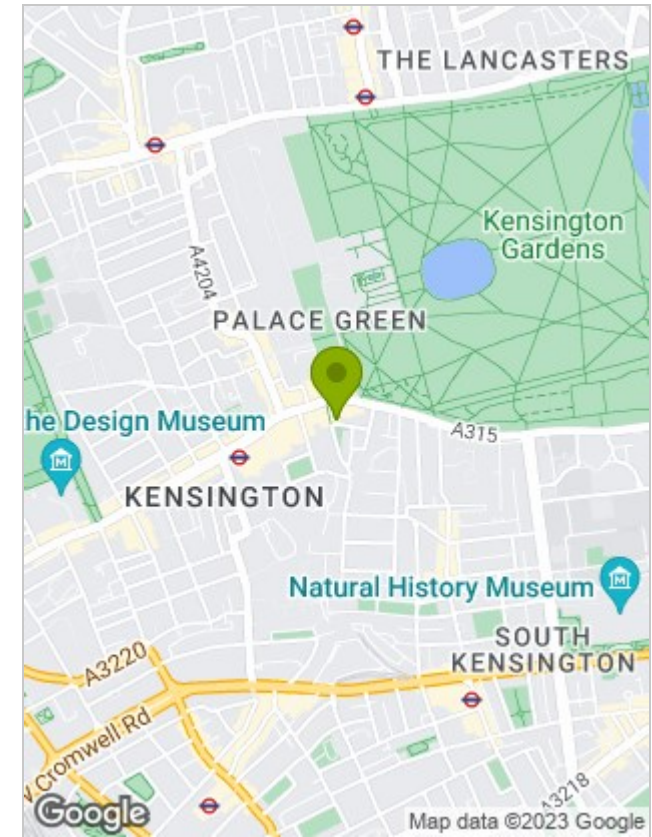 THE LANCASTERS
Kensington
Gardens
A4204
PALACE GREEN
he Design Museum
A315
KENSINGTON
Natural History Museum
SOUTH
KENSINGTON
A3220
W Cromwell Rd
A3218
Google
Map data ©2023 Google